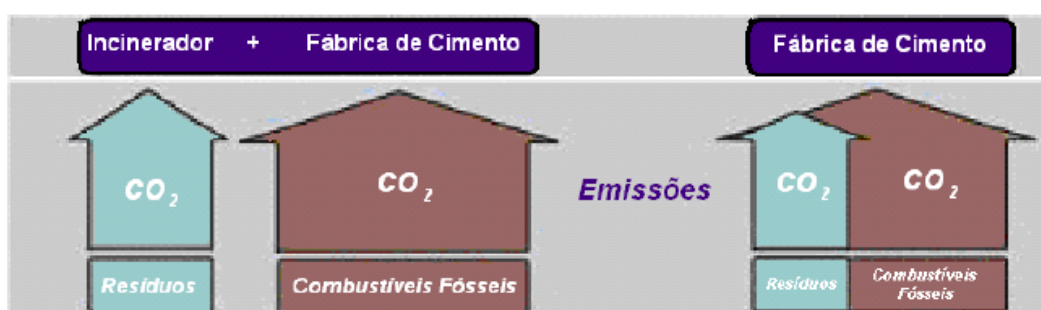 Incinerador + Fábrica de Cimento
Fábrica de Cimento
CO2
CO2
Emissões
CO2
CO2
Resíduos
Combustíveis Fósseis
Resíduos
Combustíveis
Fósseis